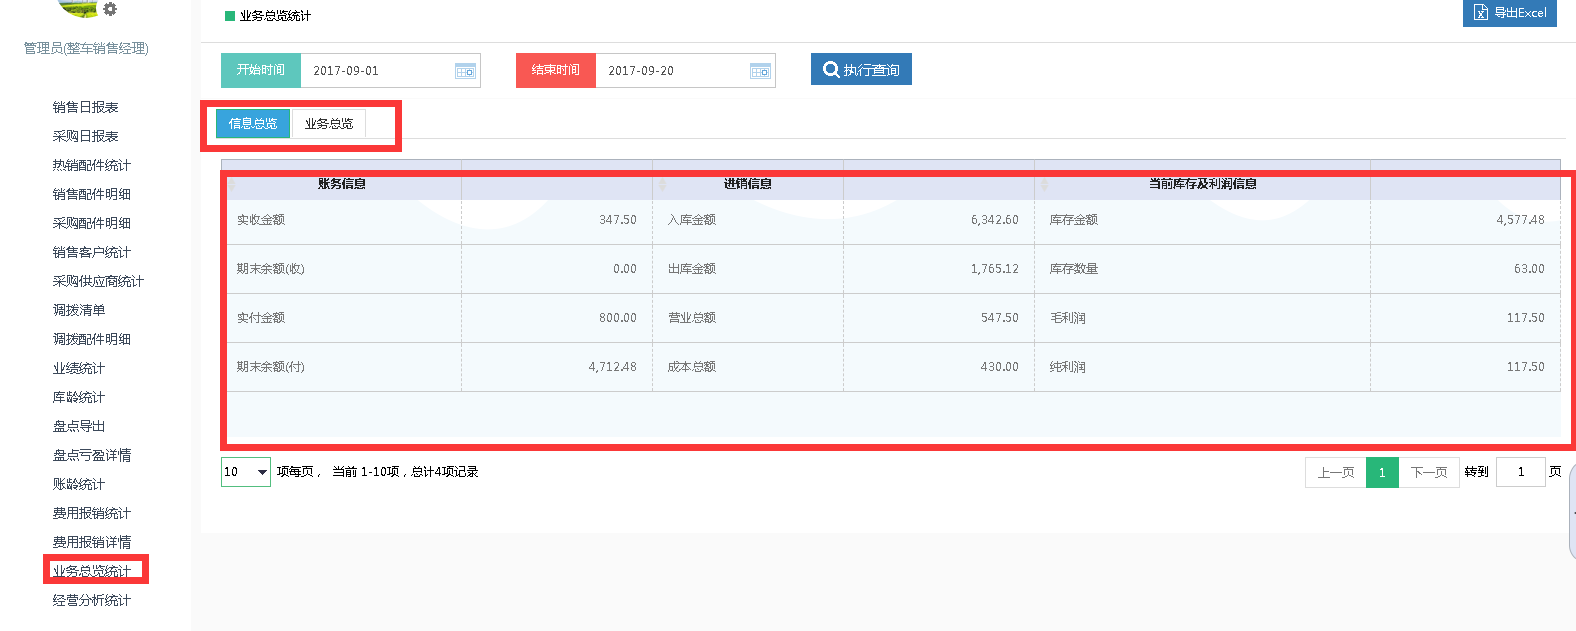 业务总览统计
导出Excel
管理员(整车销售经理)
开始时间 2017-09-01 结束时间 2017-09-20 执行查询
信息总览 业务总览
销售日报表
采购日报表
热销配件统计
销售配件明细
采购配件明细
销售客户统计
采购供应商统计
调拨清单
调拨配件明细
业绩统计
库龄统计
盘点导出
盘点亏盈详情
账龄统计
费用报销统计
费用报销详情
业务总览统计
经营分析统计
账务信息 进销信息 当前库存及利润信息
实收金额 347.50 入库金额 6,342.60 库存金额 4,577.48
期末余额(收) 0.00 出库金额 1,765.12 库存数量 63.00
实付金额 800.00 营业总额 547.50 毛利润 117.50
期末余额(付) 4,712.48 成本总额 430.00 纯利润 117.50
10 项每页， 当前 1-10项，总计4项记录
上一页 1 下一页 转到 1 页